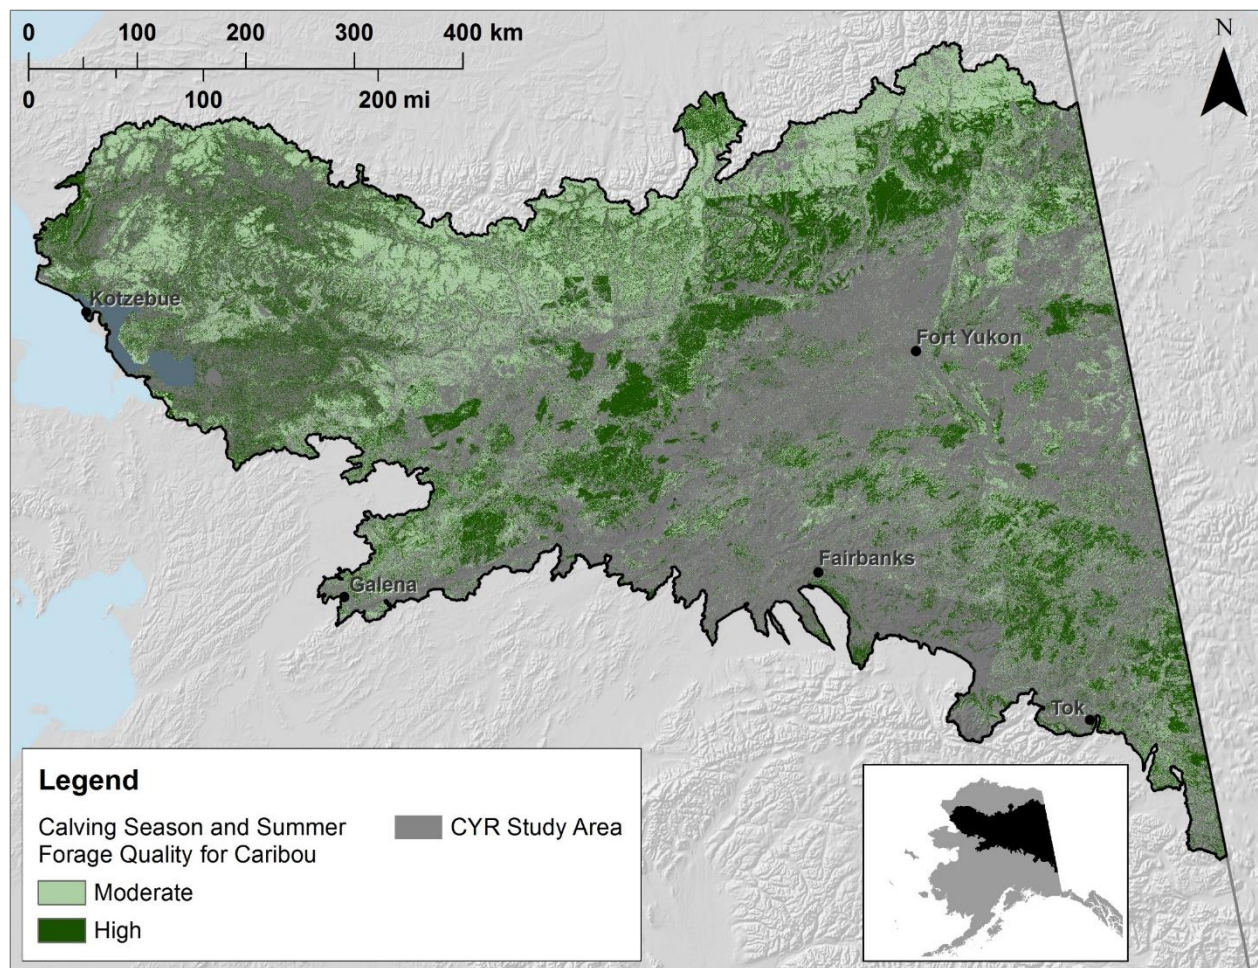 0 100 200 300 400 km
0 100 200 mi
N
Kotzebue
Fort Yukon
Fairbanks
Galena
Tok
Legend
Calving Season and Summer
Forage Quality for Caribou
CYR Study Area
Moderate
High